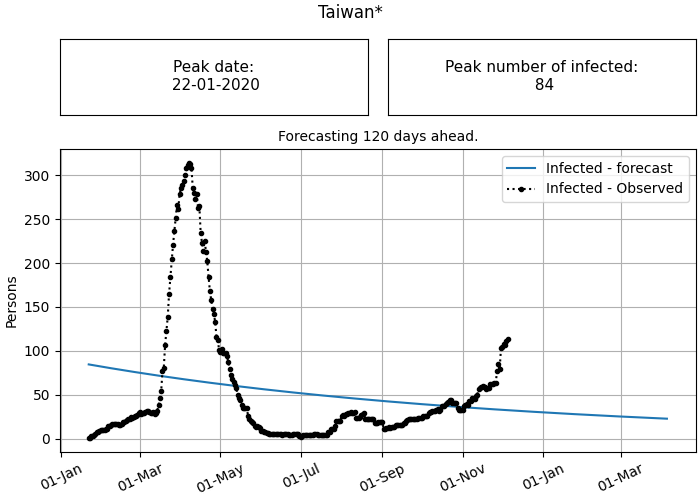 Taiwan*
Peak date:
22-01-2020
Peak number of infected:
84
Forecasting 120 days ahead.
Infected - forecast
Infected - Observed
Persons
300
250
200
150
100
50
0
01-Jan
01-Mar
01-May
01-Jul
01-Sep
01-Nov
01-Jan
01-Mar